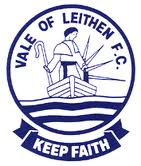 VALE OF LEITHEN F.C.
KEEP FAITH